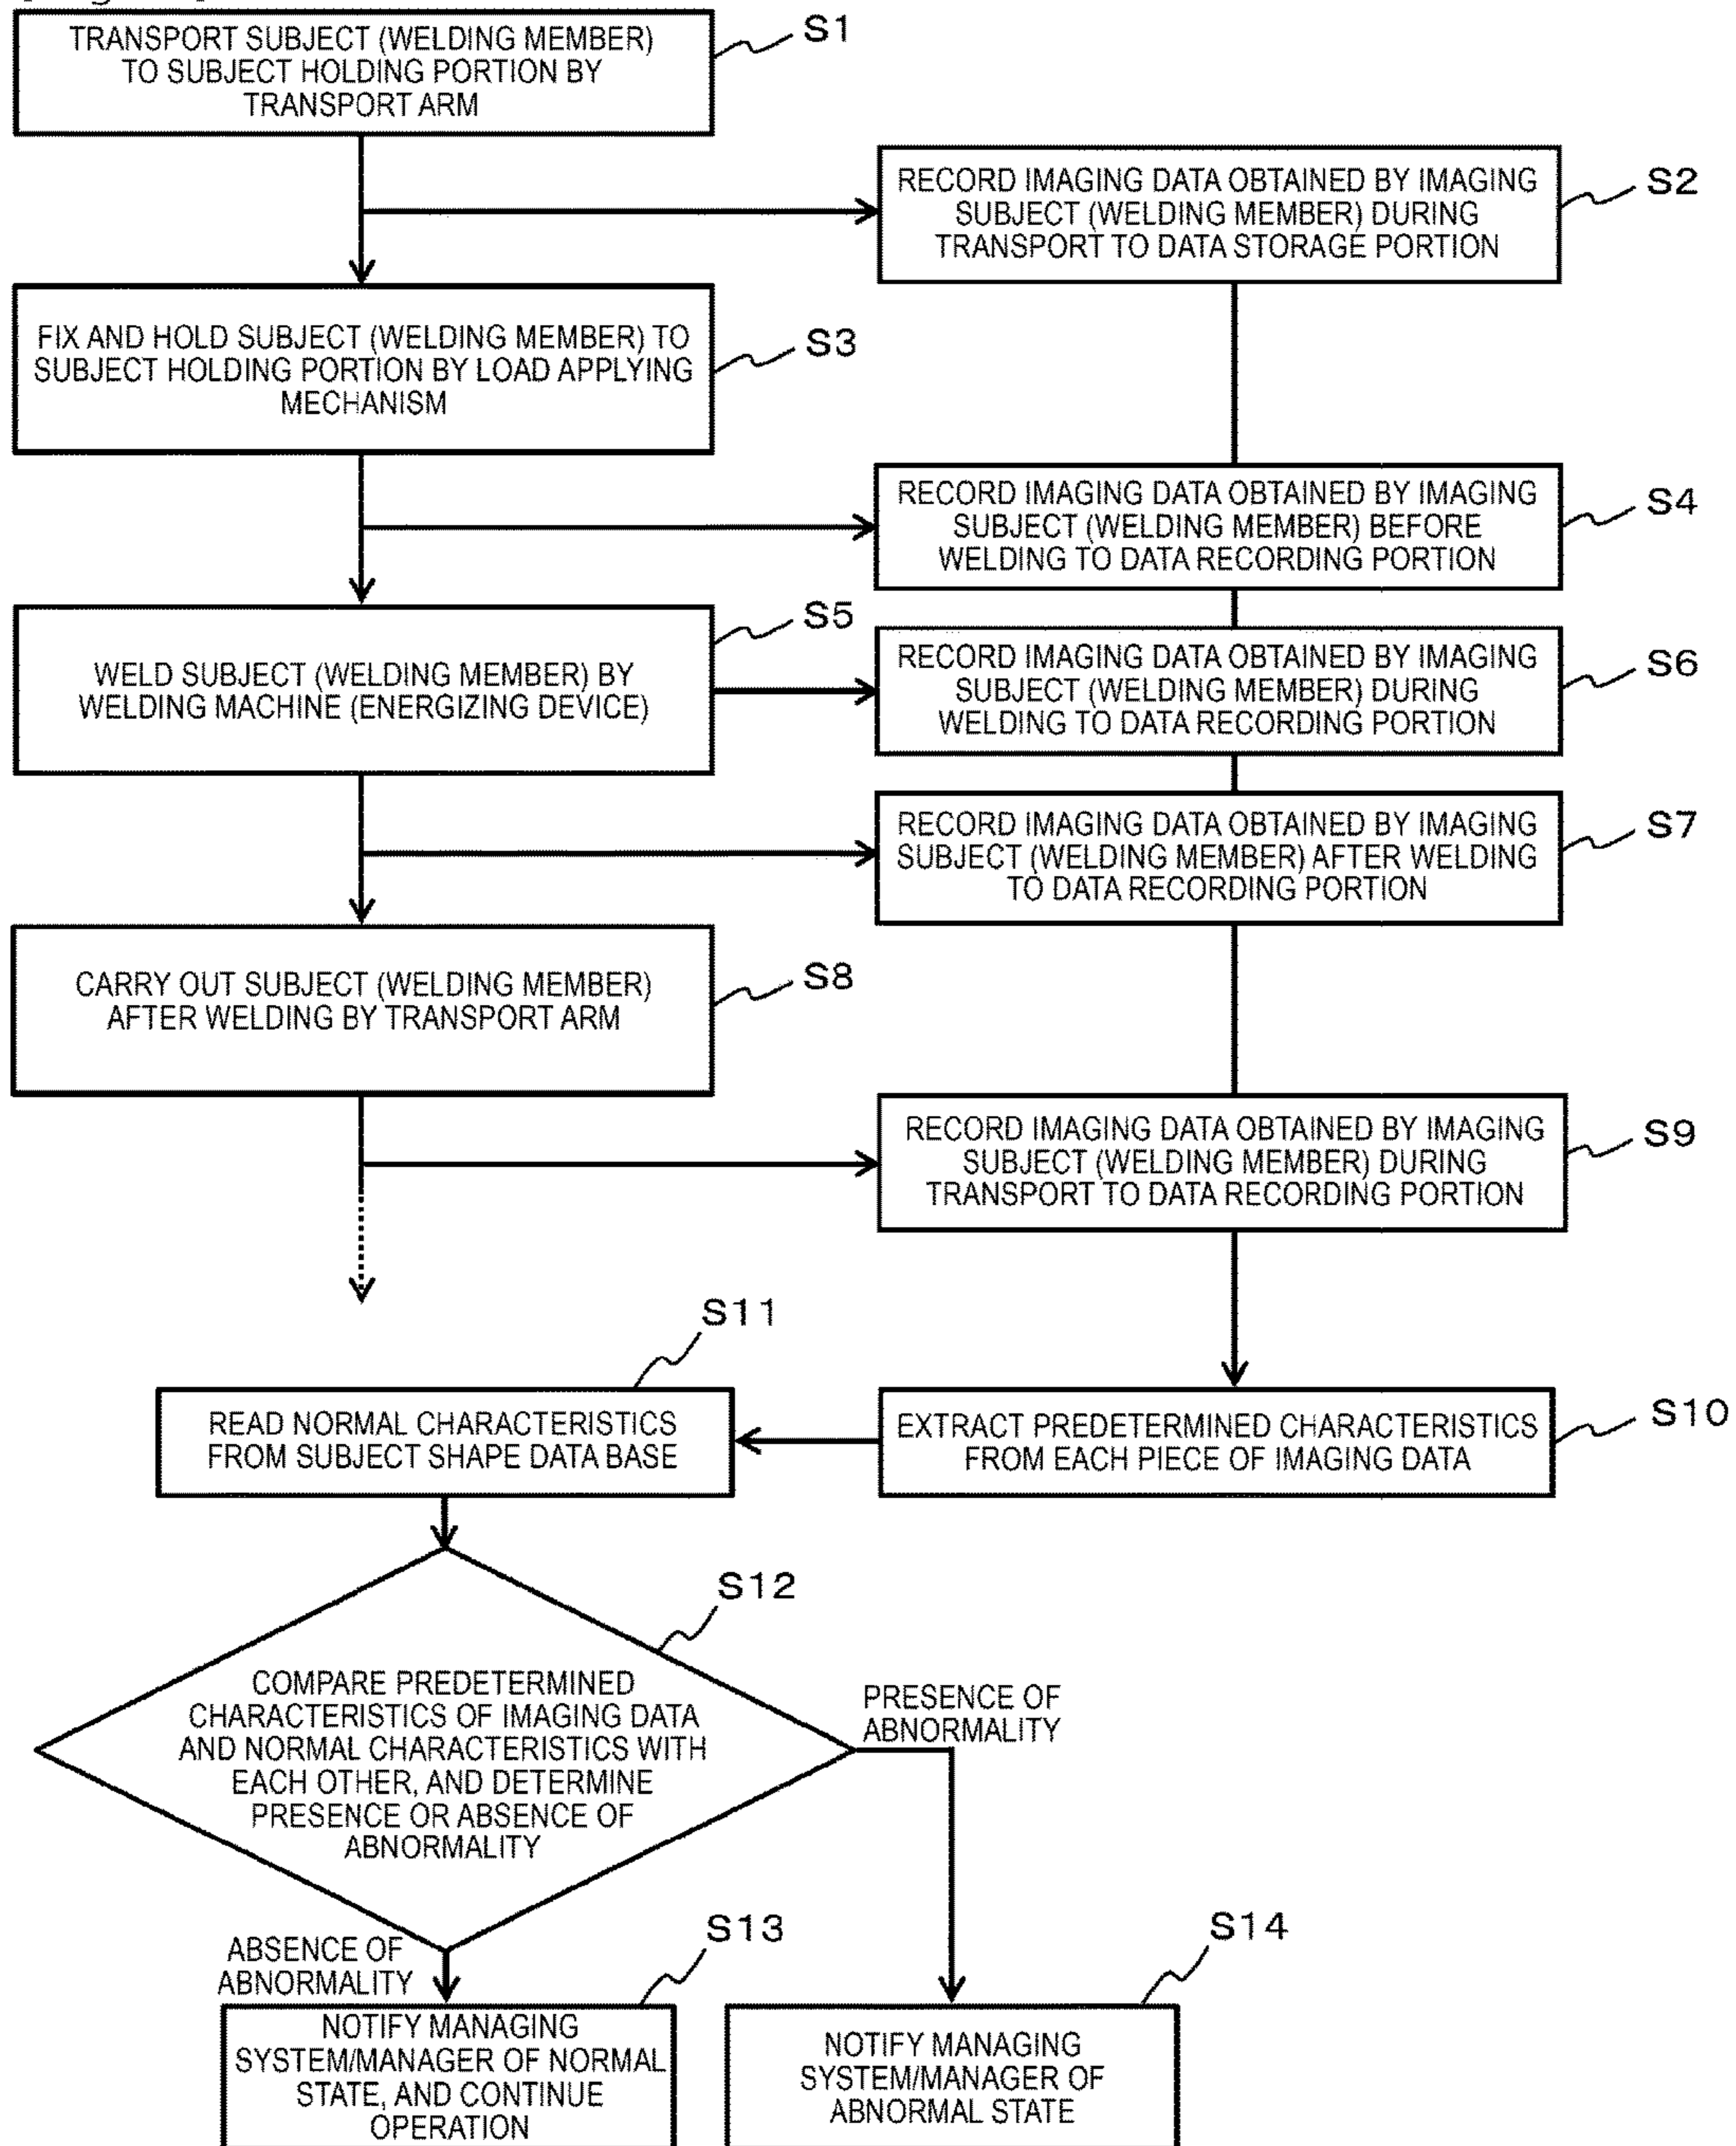 TRANSPORT SUBJECT (WELDING MEMBER)
TO SUBJECT HOLDING PORTION BY
TRANSPORT ARM
S1
RECORD IMAGING DATA OBTAINED BY IMAGING
SUBJECT (WELDING MEMBER) DURING
TRANSPORT TO DATA STORAGE PORTION
S2
FIX AND HOLD SUBJECT (WELDING MEMBER) TO
SUBJECT HOLDING PORTION BY LOAD APPLYING
MECHANISM
S3
RECORD IMAGING DATA OBTAINED BY IMAGING
SUBJECT (WELDING MEMBER) BEFORE
WELDING TO DATA RECORDING PORTION
S4
WELD SUBJECT (WELDING MEMBER) BY
WELDING MACHINE (ENERGIZING DEVICE)
S5
RECORD IMAGING DATA OBTAINED BY IMAGING
SUBJECT (WELDING MEMBER) DURING
WELDING TO DATA RECORDING PORTION
S6
RECORD IMAGING DATA OBTAINED BY IMAGING
SUBJECT (WELDING MEMBER) AFTER WELDING
TO DATA RECORDING PORTION
S7
CARRY OUT SUBJECT (WELDING MEMBER)
AFTER WELDING BY TRANSPORT ARM
S8
RECORD IMAGING DATA OBTAINED BY IMAGING
SUBJECT (WELDING MEMBER) DURING
TRANSPORT TO DATA RECORDING PORTION
S9
EXTRACT PREDETERMINED CHARACTERISTICS
FROM EACH PIECE OF IMAGING DATA
S10
S11
READ NORMAL CHARACTERISTICS
FROM SUBJECT SHAPE DATA BASE
S12
COMPARE PREDETERMINED
CHARACTERISTICS OF IMAGING DATA
AND NORMAL CHARACTERISTICS WITH
EACH OTHER, AND DETERMINE
PRESENCE OR ABSENCE OF
ABNORMALITY
PRESENCE OF
ABNORMALITY
ABSENCE OF
ABNORMALITY
S13
NOTIFY MANAGING
SYSTEM/MANAGER OF NORMAL
STATE, AND CONTINUE
OPERATION
S14
NOTIFY MANAGING
SYSTEM/MANAGER OF
ABNORMAL STATE